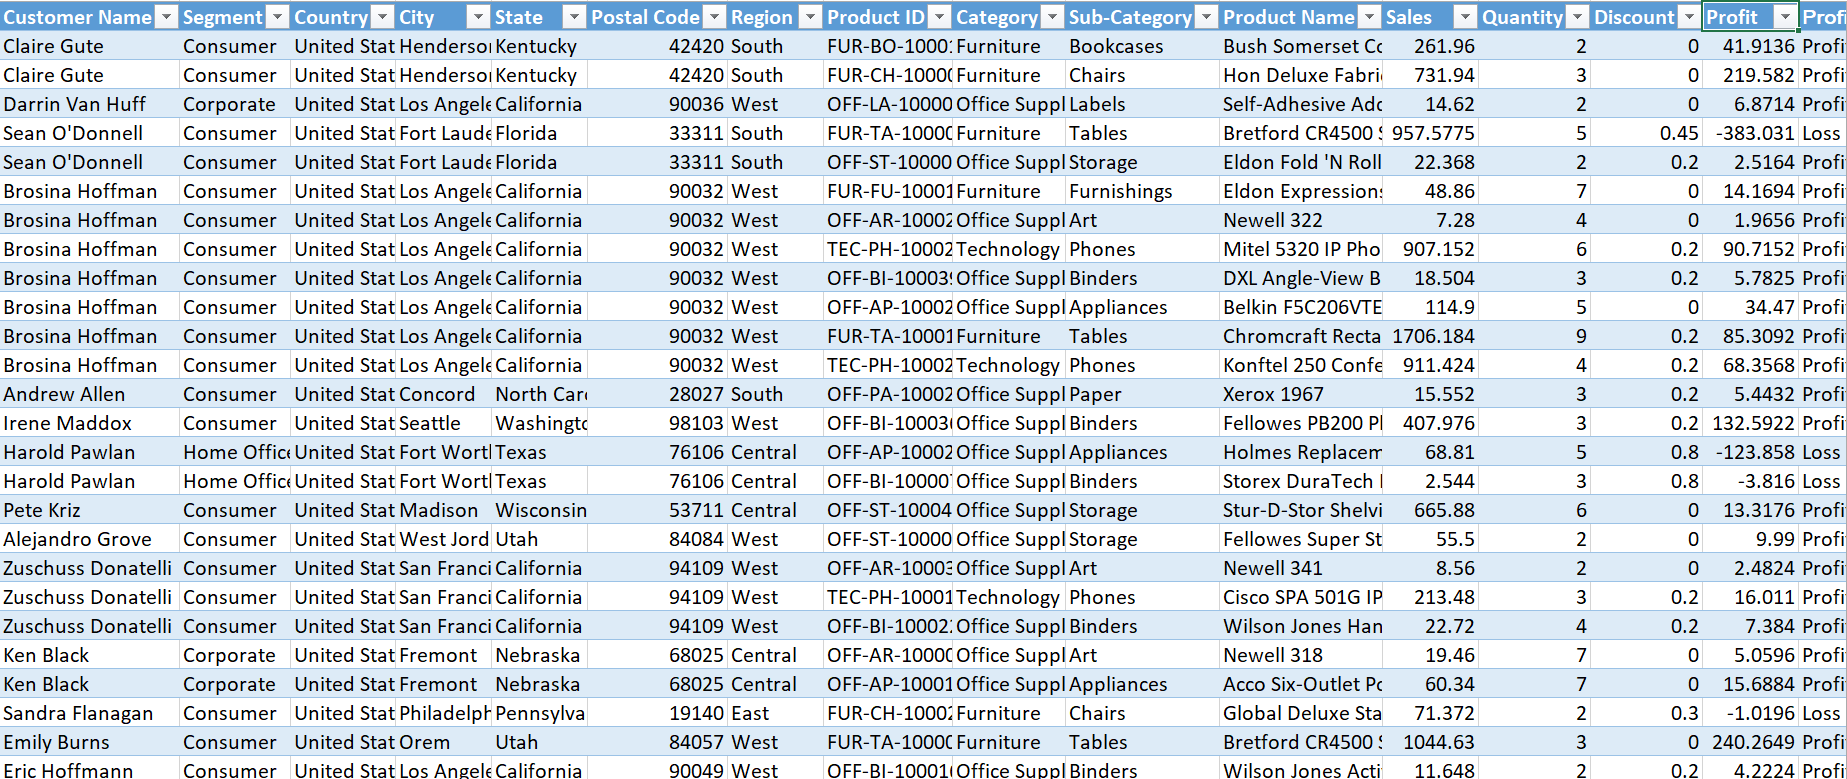 Customer Name Segment Country City State Postal Code Region Product ID Category Sub-Category Product Name Sales Quantity Discount Profit Profi
Claire Gute Consumer United Stat Henderso Kentucky 42420 South FUR-BO-1000 Furniture Bookcases Bush Somerset Co 261.96 2 0 41.9136 Profi
Claire Gute Consumer United Stat Henderso Kentucky 42420 South FUR-CH-1000 Furniture Chairs Hon Deluxe Fabri 731.94 3 0 219.582 Profi
Darrin Van Huff Corporate United Stat Los Angele California 90036 West OFF-LA-10000 Office Suppl Labels Self-Adhesive Add 14.62 2 0 6.8714 Profi
Sean O'Donnell Consumer United Stat Fort Laude Florida 33311 South FUR-TA-1000 Furniture Tables Bretford CR4500 S 957.5775 5 0.45 -383.031 Loss
Sean O'Donnell Consumer United Stat Fort Laude Florida 33311 South OFF-ST-10000 Office Suppl Storage Eldon Fold 'N Roll 22.368 2 0.2 2.5164 Profi
Brosina Hoffman Consumer United Stat Los Angele California 90032 West FUR-FU-10001 Furniture Furnishings Eldon Expressions 48.86 7 0 14.1694 Profi
Brosina Hoffman Consumer United Stat Los Angele California 90032 West OFF-AR-10002 Office Suppl Art Newell 322 7.28 4 0 1.9656 Profi
Brosina Hoffman Consumer United Stat Los Angele California 90032 West TEC-PH-10002 Technology Phones Mitel 5320 IP Pho 907.152 6 0.2 90.7152 Profi
Brosina Hoffman Consumer United Stat Los Angele California 90032 West OFF-BI-10003 Office Suppl Binders DXL Angle-View B 18.504 3 0.2 5.7825 Profi
Brosina Hoffman Consumer United Stat Los Angele California 90032 West OFF-AP-10002 Office Suppl Appliances Belkin F5C206VTE 114.9 5 0 34.47 Profi
Brosina Hoffman Consumer United Stat Los Angele California 90032 West FUR-TA-10001 Furniture Tables Chromcraft Recta 1706.184 9 0.2 85.3092 Profi
Brosina Hoffman Consumer United Stat Los Angele California 90032 West TEC-PH-10002 Technology Phones Konftel 250 Confe 911.424 4 0.2 68.3568 Profi
Andrew Allen Consumer United Stat Concord North Car 28027 South OFF-PA-10002 Office Suppl Paper Xerox 1967 15.552 3 0.2 5.4432 Profi
Irene Maddox Consumer United Stat Seattle Washingto 98103 West OFF-BI-10003 Office Suppl Binders Fellowes PB200 Pl 407.976 3 0.2 132.5922 Profi
Harold Pawlan Home Office United Stat Fort Wort Texas 76106 Central OFF-AP-10002 Office Suppl Appliances Holmes Replacem 68.81 5 0.8 -123.858 Loss
Harold Pawlan Home Office United Stat Fort Wort Texas 76106 Central OFF-BI-10000 Office Suppl Binders Storex DuraTech 2.544 3 0.8 -3.816 Loss
Pete Kriz Consumer United Stat Madison Wisconsin 53711 Central OFF-ST-10004 Office Suppl Storage Stur-D-Stor Shelvi 665.88 6 0 13.3176 Profi
Alejandro Grove Consumer United Stat West Jord Utah 84084 West OFF-ST-10000 Office Suppl Storage Fellowes Super St 55.5 2 0 9.99 Profi
Zuschuss Donatelli Consumer United Stat San Franci California 94109 West OFF-AR-10003 Office Suppl Art Newell 341 8.56 2 0 2.4824 Profi
Zuschuss Donatelli Consumer United Stat San Franci California 94109 West TEC-PH-10001 Technology Phones Cisco SPA 501G IP 213.48 3 0.2 16.011 Profi
Zuschuss Donatelli Consumer United Stat San Franci California 94109 West OFF-BI-10002 Office Suppl Binders Wilson Jones Han 22.72 4 0.2 7.384 Profi
Ken Black Corporate United Stat Fremont Nebraska 68025 Central OFF-AR-10000 Office Suppl Art Newell 318 19.46 7 0 5.0596 Profi
Ken Black Corporate United Stat Fremont Nebraska 68025 Central OFF-AP-10001 Office Suppl Appliances Acco Six-Outlet Po 60.34 7 0 15.6884 Profi
Sandra Flanagan Consumer United Stat Philadelph Pennsylva 19140 East FUR-CH-10002 Furniture Chairs Global Deluxe Sta 71.372 2 0.3 -1.0196 Loss
Emily Burns Consumer United Stat Orem Utah 84057 West FUR-TA-10000 Furniture Tables Bretford CR4500 S 1044.63 3 0 240.2649 Profi
Eric Hoffmann Consumer United Stat Los Angele California 90049 West OFF-BI-10001 Office Suppl Binders Wilson Jones Acti 11.648 2 0.2 4.2224 Profi